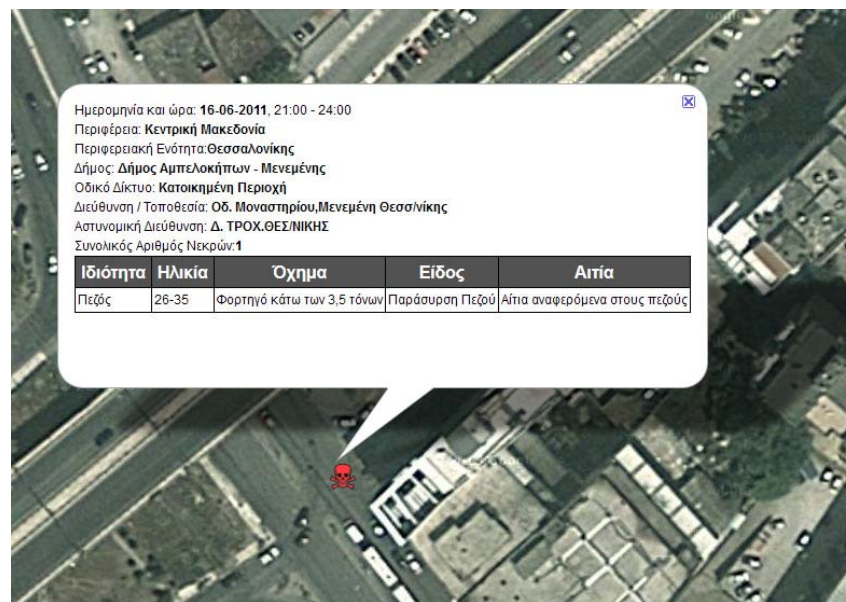 Ημερομηνία και ώρα: 16-06-2011, 21:00 - 24:00
Περιφέρεια: Κεντρική Μακεδονία
Περιφερειακή Ενότητα:Θεσσαλονίκης
Δήμος: Δήμος Αμπελοκήπων - Μενεμένης
Οδικό Δίκτυο: Κατοικημένη Περιοχή
Διεύθυνση / Τοποθεσία: Οδ. Μοναστηρίου,Μενεμένη Θεσσ/νίκης
Αστυνομική Διεύθυνση: Δ. ΤΡΟΧ.ΘΕΣ/ΝΙΚΗΣ
Συνολικός Αριθμός Νεκρών:1
Ιδιότητα Ηλικία Όχημα Είδος Αιτία
Πεζός 26-35 Φορτηγό κάτω των 3,5 τόνων Παράσυρση Πεζού Αίτια αναφερόμενα στους πεζούς